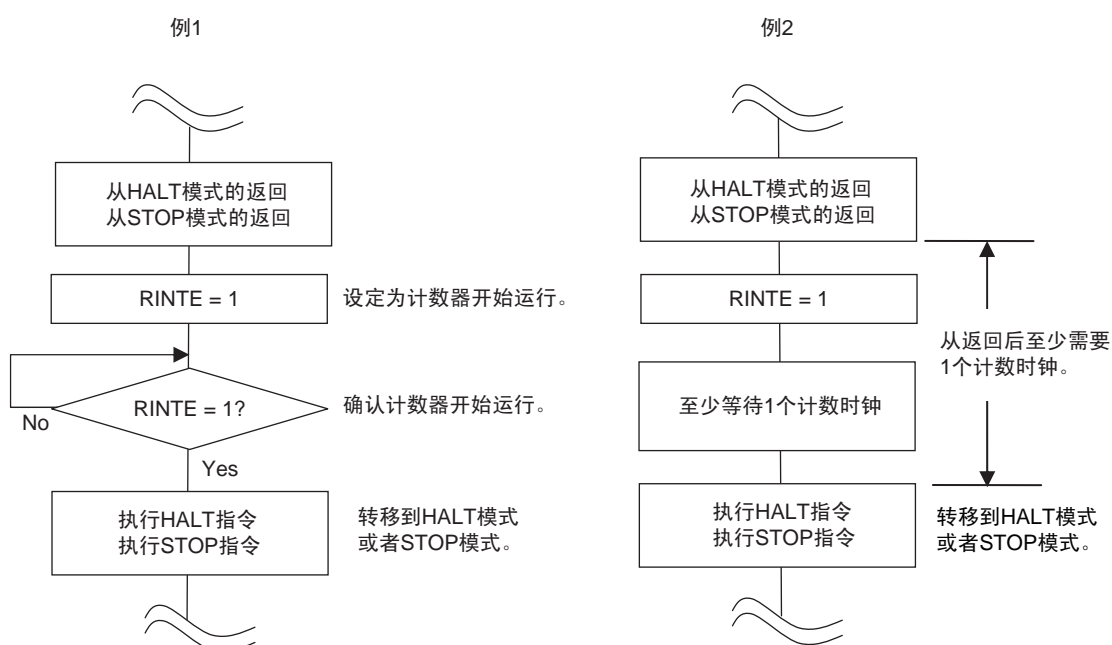 例1
从HALT模式的返回
从STOP模式的返回
RINTE = 1
设定为计数器开始运行。
RINTE = 1?
确认计数器开始运行。
No
Yes
执行HALT指令
执行STOP指令
转移到HALT模式
或者STOP模式。
例2
从HALT模式的返回
从STOP模式的返回
RINTE = 1
从返回后至少需要
1个计数时钟。
至少等待1个计数时钟
执行HALT指令
执行STOP指令
转移到HALT模式
或者STOP模式。